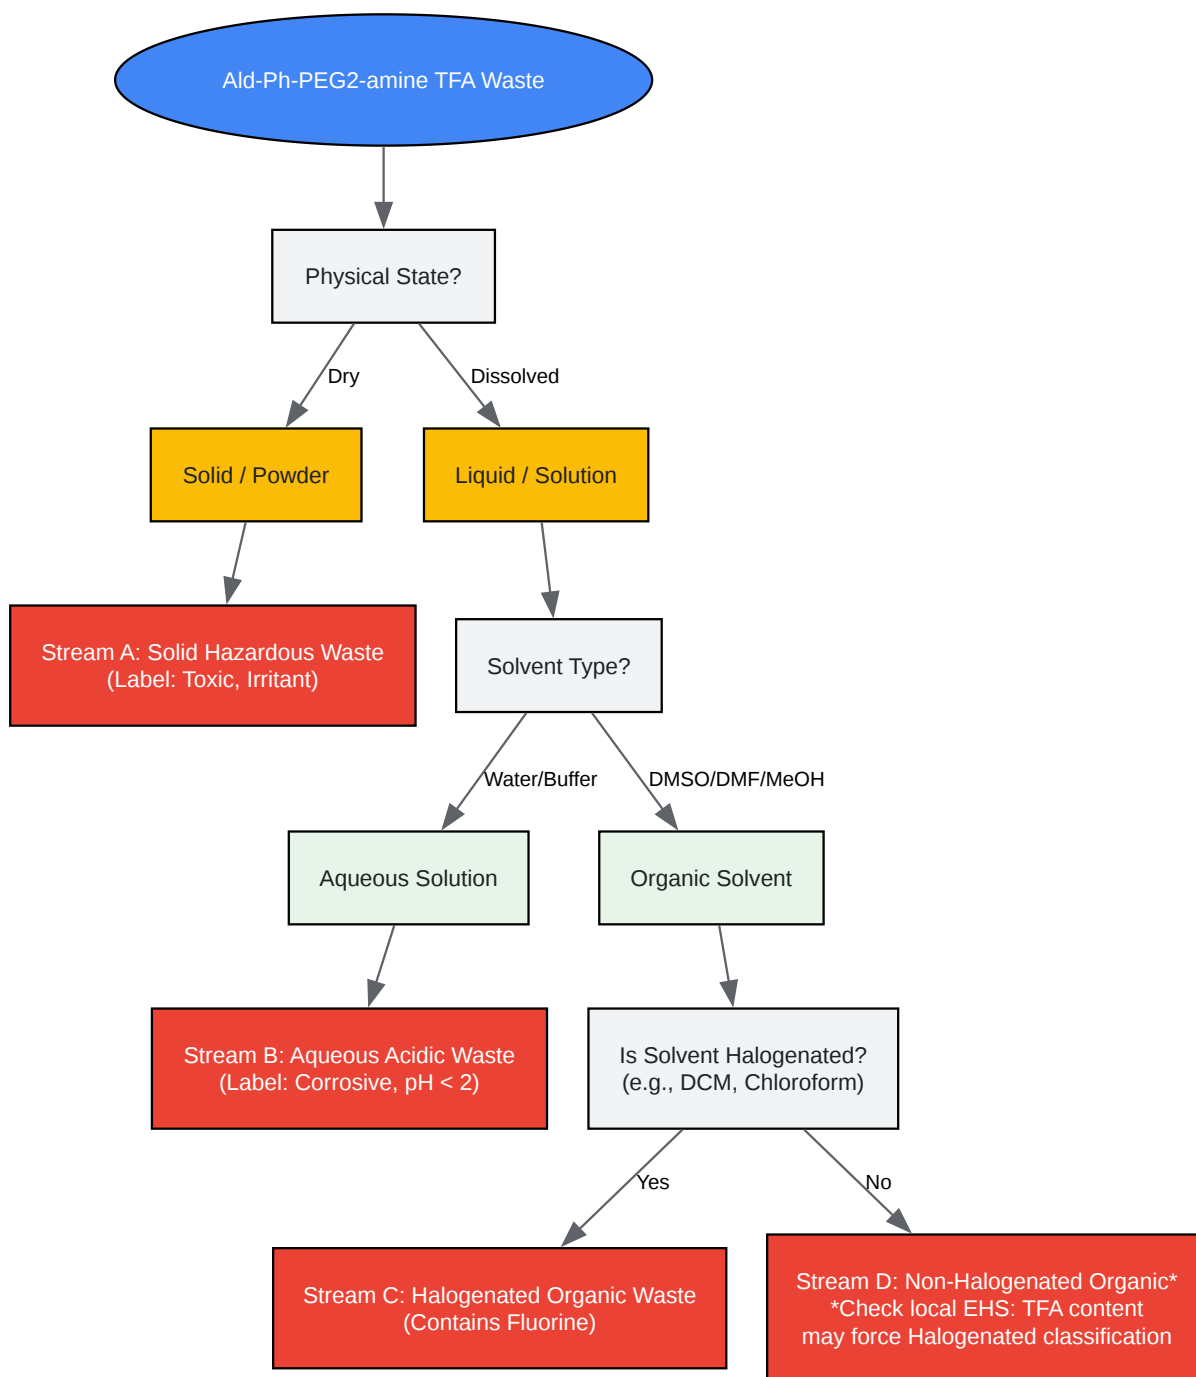 Ald-Ph-PEG2-amine TFA Waste
Physical State?
Dry
Dissolved
Solid / Powder
Liquid / Solution
Stream A: Solid Hazardous Waste
(Label: Toxic, Irritant)
Solvent Type?
Water/Buffer
DMSO/DMF/MeOH
Aqueous Solution
Organic Solvent
Stream B: Aqueous Acidic Waste
(Label: Corrosive, pH < 2)
Is Solvent Halogenated?
(e.g., DCM, Chloroform)
Yes
No
Stream C: Halogenated Organic Waste
(Contains Fluorine)
Stream D: Non-Halogenated Organic*
*Check local EHS: TFA content
may force Halogenated classification